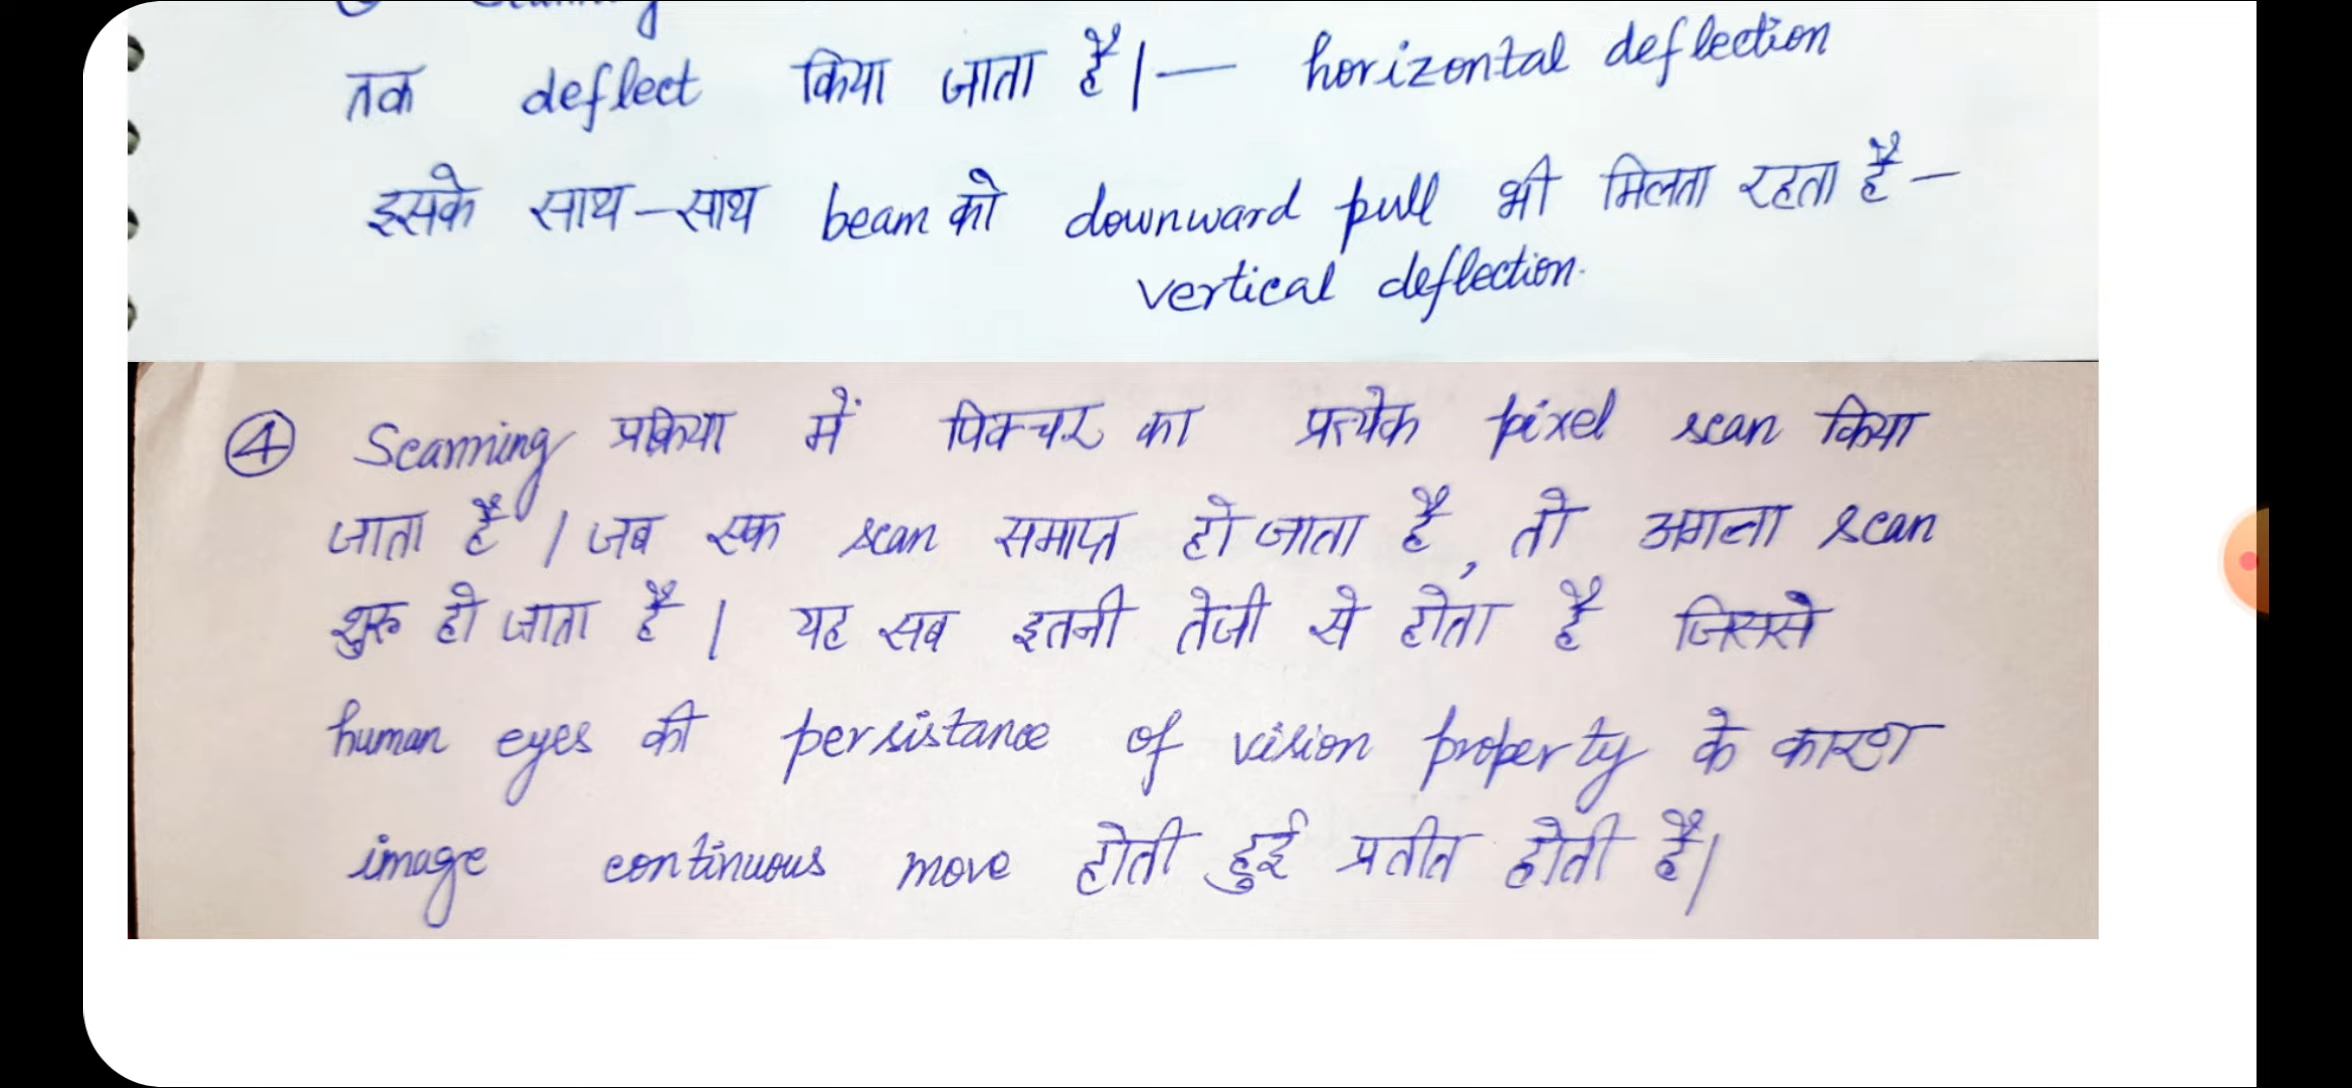 Scanning
तक deflect किया जाता है। — horizontal deflection
इसके साथ-साथ beam को downward pull भी मिलता रहता है —
vertical deflection.
④ Scanning प्रक्रिया में पिक्चर का प्रत्येक pixel scan किया
जाता है। जब एक scan समाप्त हो जाता है, तो अगला scan
शुरू हो जाता है। यह सब इतनी तेजी से होता है जिससे
human eyes की persistance of vision property के कारण
image continuous move होती हुई प्रतीत होती है।